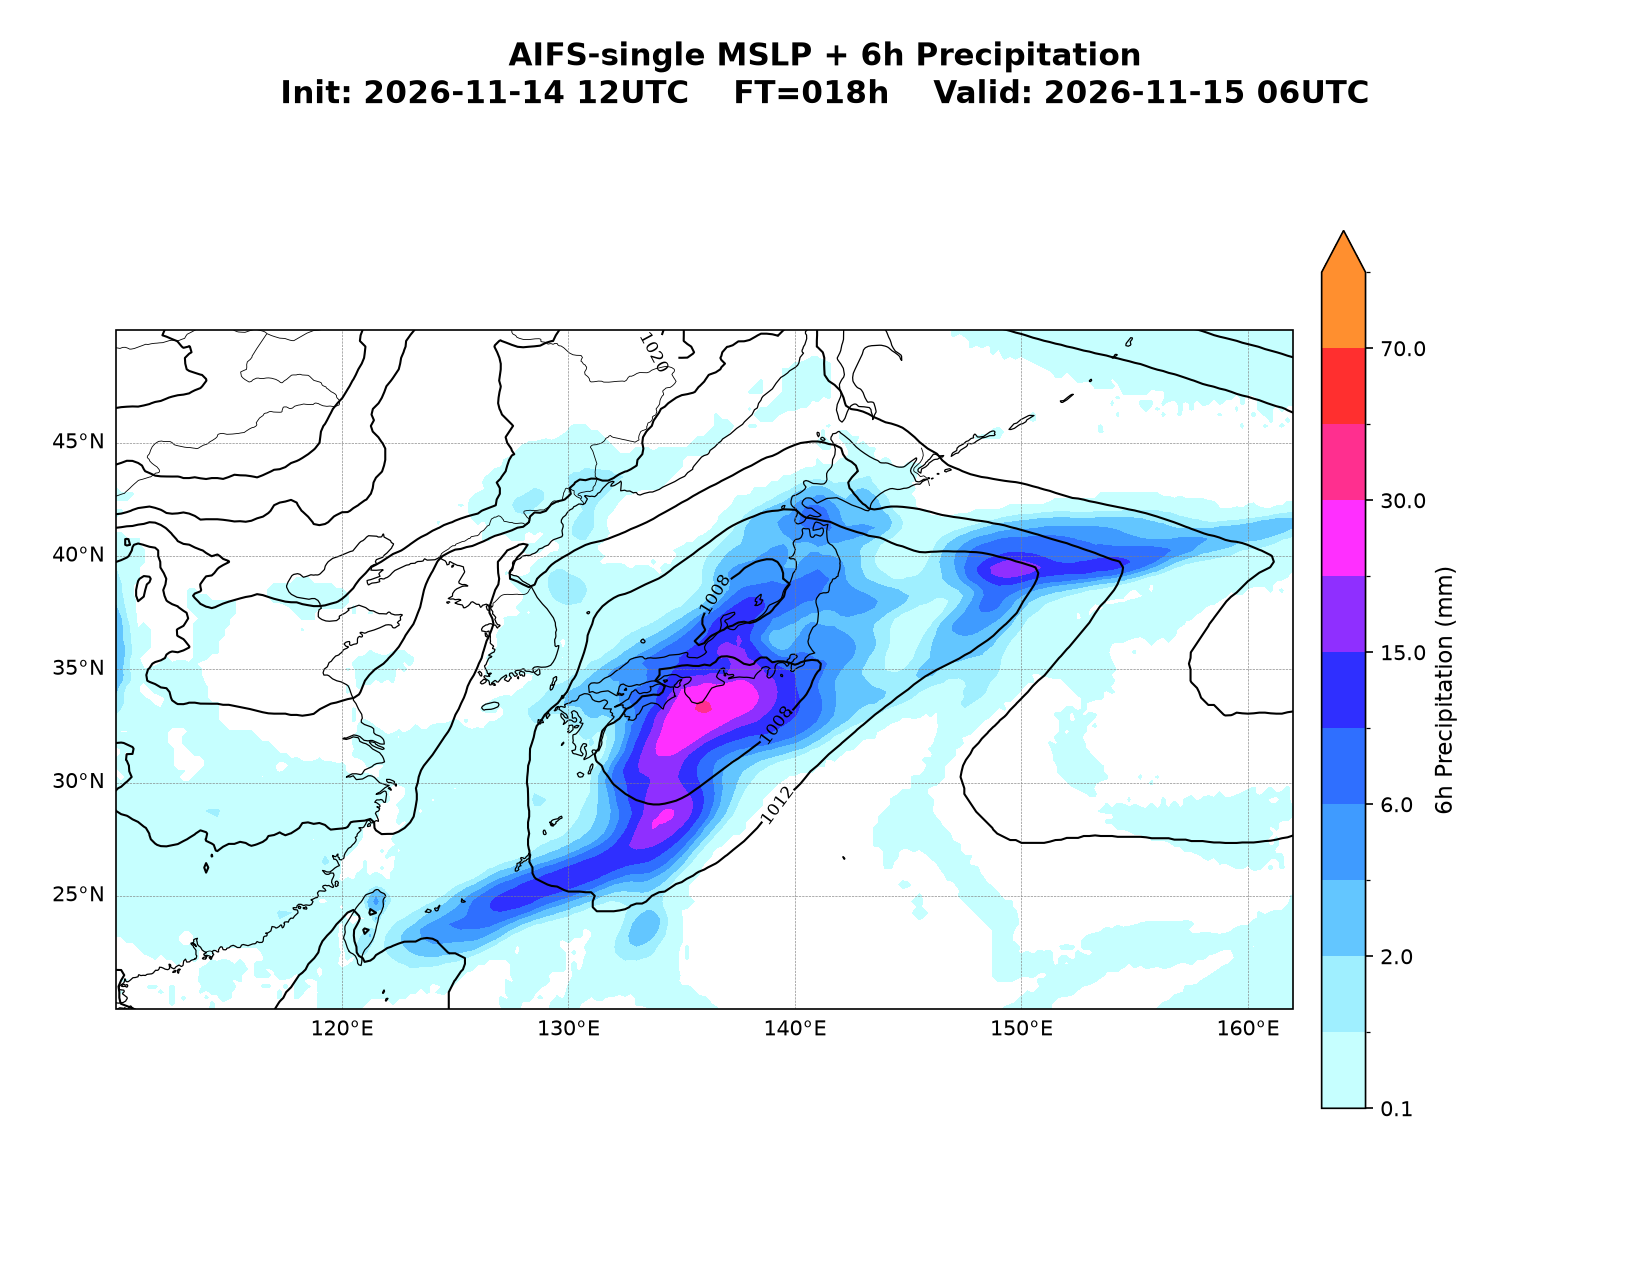 AIFS-single MSLP + 6h Precipitation
Init: 2026-11-14 12UTC    FT=018h    Valid: 2026-11-15 06UTC
1020
1008
1008
1012
45°N
40°N
35°N
30°N
25°N
120°E
130°E
140°E
150°E
160°E
70.0
30.0
15.0
6.0
2.0
0.1
6h Precipitation (mm)